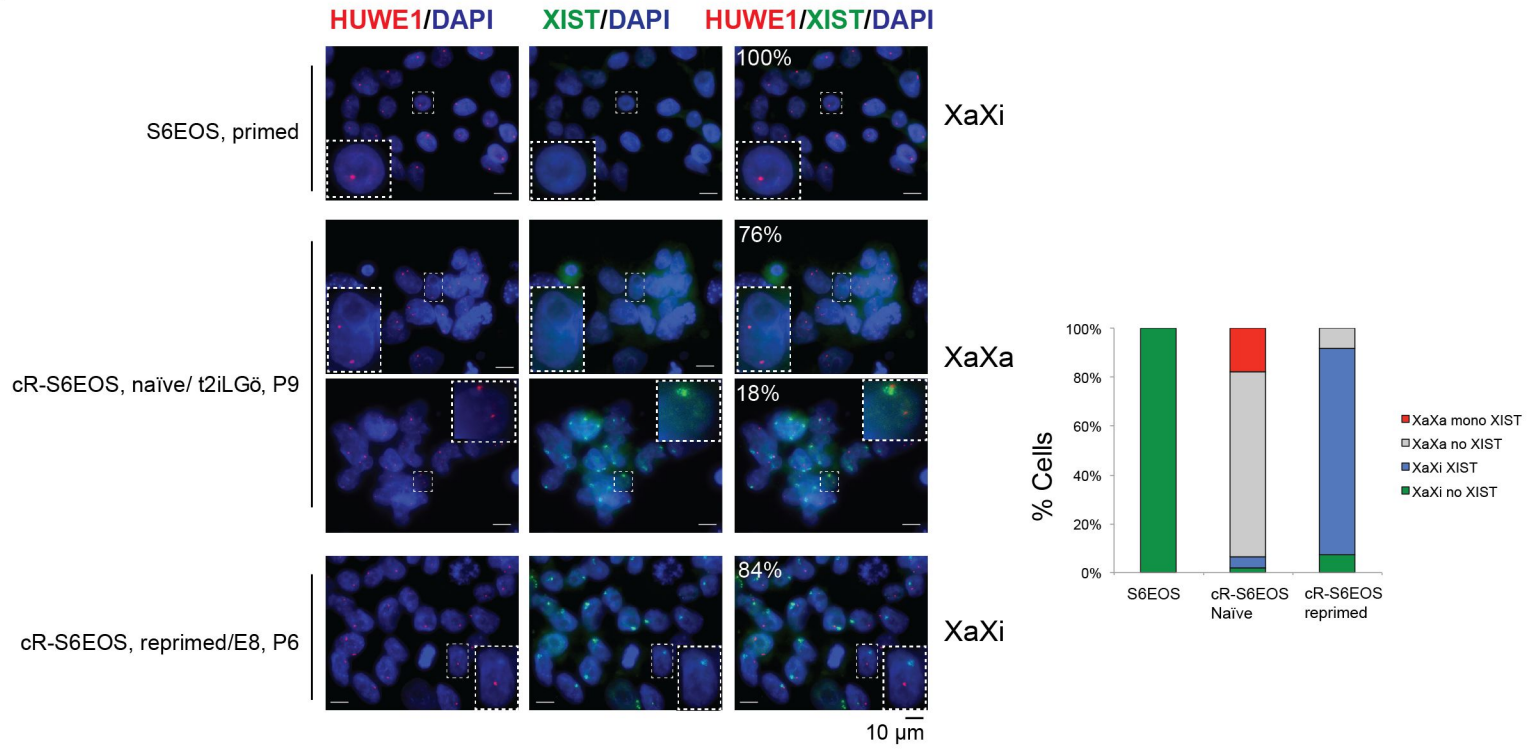 HUWE1/DAPI
XIST/DAPI
HUWE1/XIST/DAPI
S6EOS, primed
100%
XaXi
cR-S6EOS, naïve/ t2iLGö, P9
76%
XaXa
18%
cR-S6EOS, reprimed/E8, P6
84%
XaXi
10 µm
% Cells
100%
80%
60%
40%
20%
0%
S6EOS
cR-S6EOS
Naïve
cR-S6EOS
reprimed
XaXa mono XIST
XaXa no XIST
XaXi XIST
XaXi no XIST